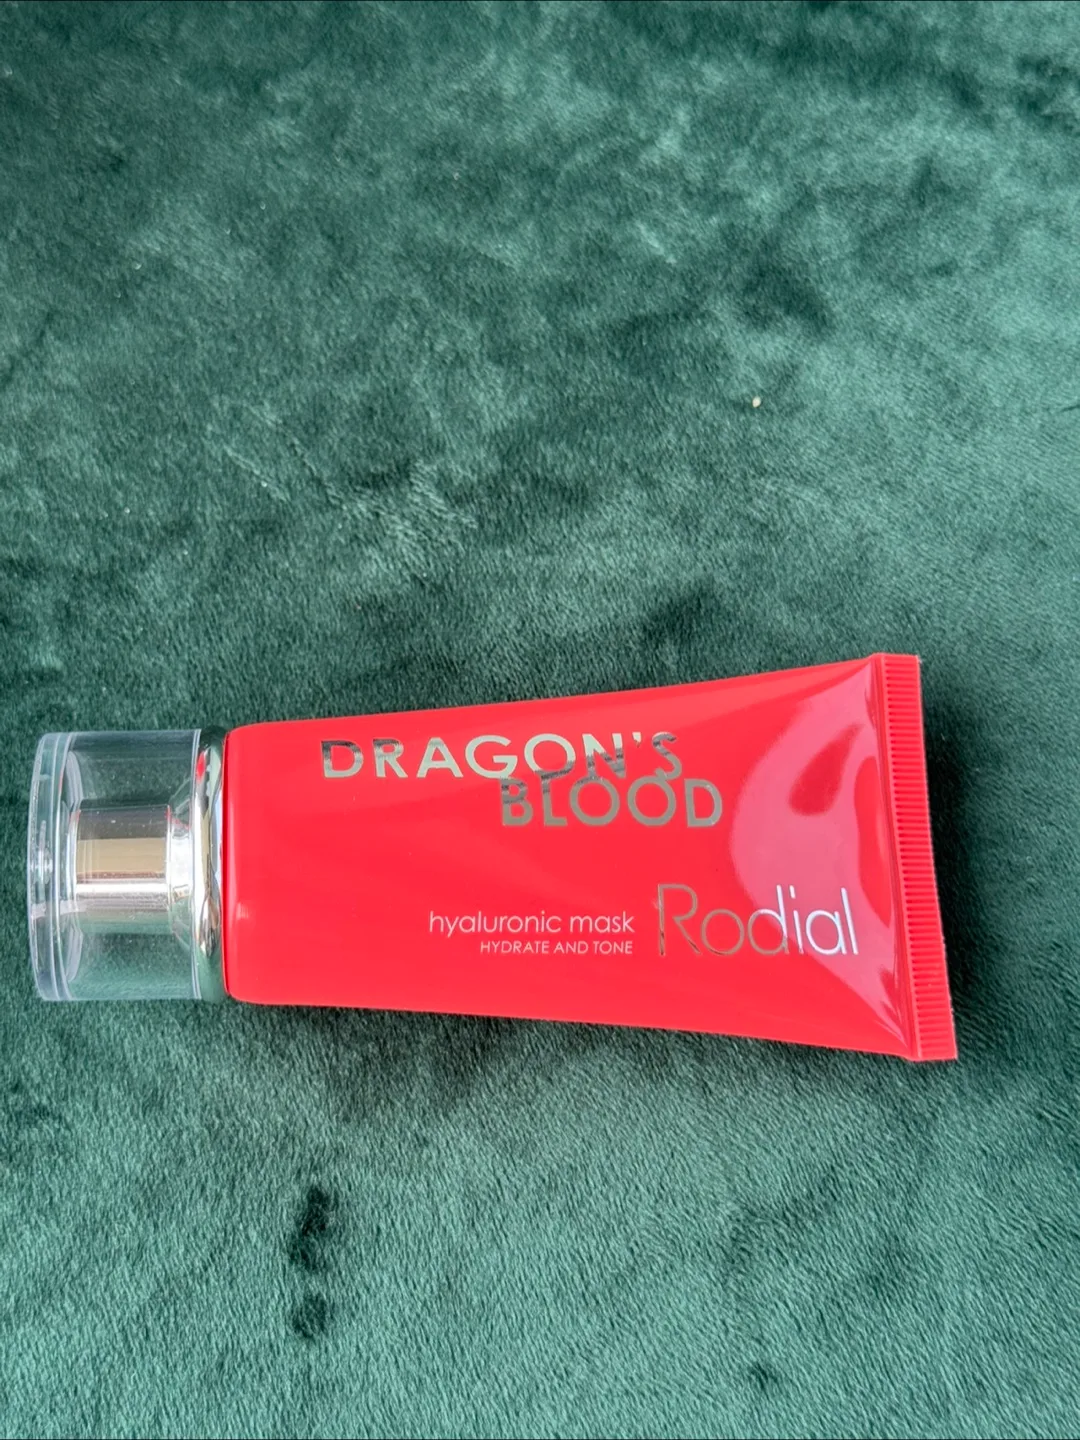 DRAGON'S
BLOOD
hyaluronic mask
HYDRATE AND TONE
Rodial